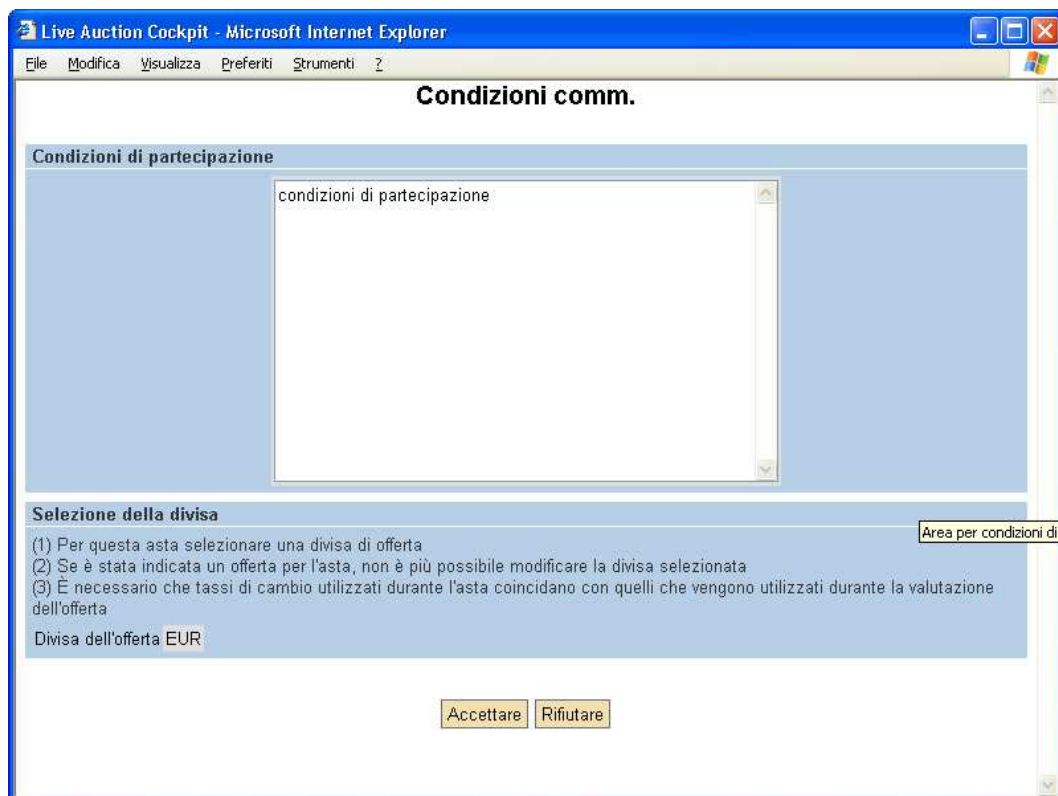 Live Auction Cockpit - Microsoft Internet Explorer
File Modifica Visualizza Preferiti Strumenti ?
Condizioni comm.
Condizioni di partecipazione
condizioni di partecipazione
Selezione della divisa
Area per condizioni di
(1) Per questa asta selezionare una divisa di offerta
(2) Se è stata indicata un offerta per l'asta, non è più possibile modificare la divisa selezionata
(3) È necessario che tassi di cambio utilizzati durante l'asta coincidano con quelli che vengono utilizzati durante la valutazione
dell'offerta
Divisa dell'offerta EUR
Accettare Rifiutare